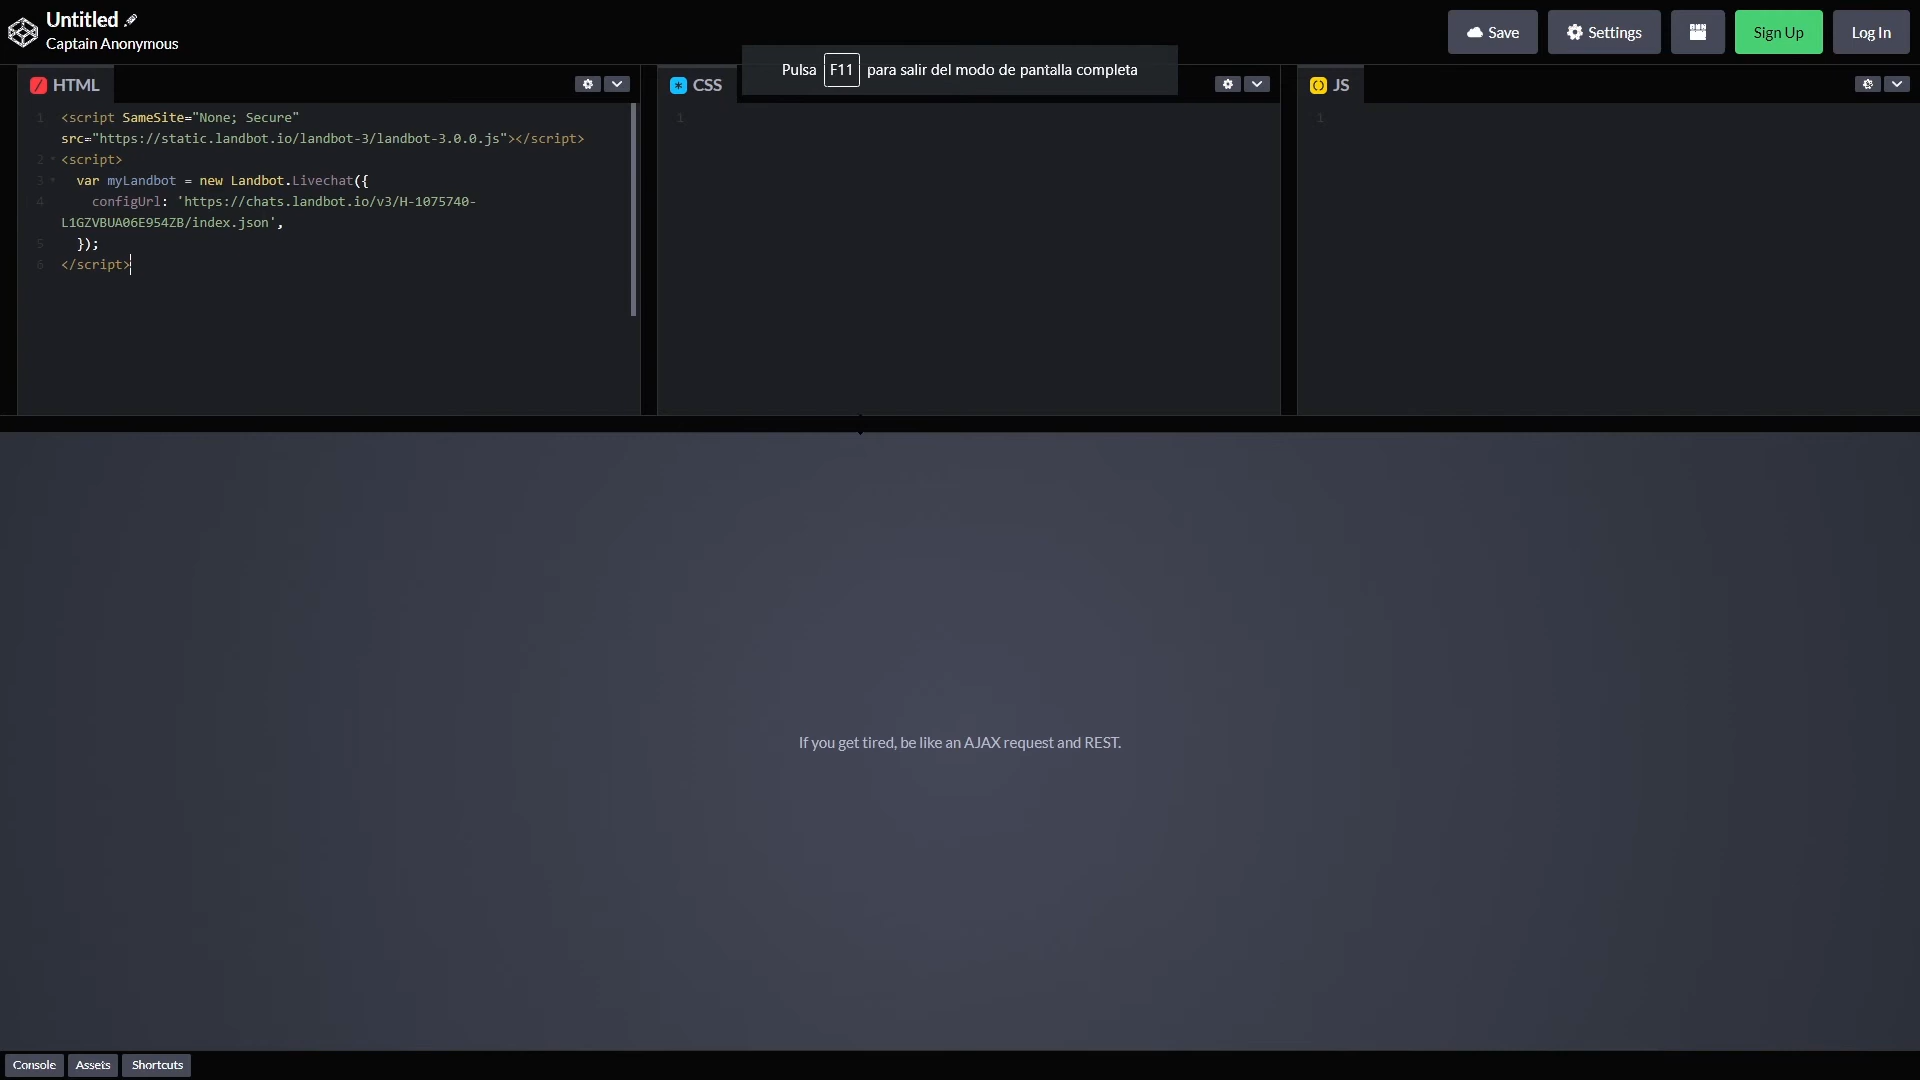 Untitled
Captain Anonymous
Save
Settings
Sign Up
Log In
Pulsa F11 para salir del modo de pantalla completa
HTML
CSS
JS
1 <script SameSite="None; Secure"
src="https://static.landbot.io/landbot-3/landbot-3.0.0.js"></script>
2 <script>
3 var myLandbot = new Landbot.Livechat({
4 configUrl: 'https://chats.landbot.io/v3/H-1075740-
L1GZVBUA06E954ZB/index.json',
5 });
6 </script>
1
1
If you get tired, be like an AJAX request and REST.
Console
Assets
Shortcuts